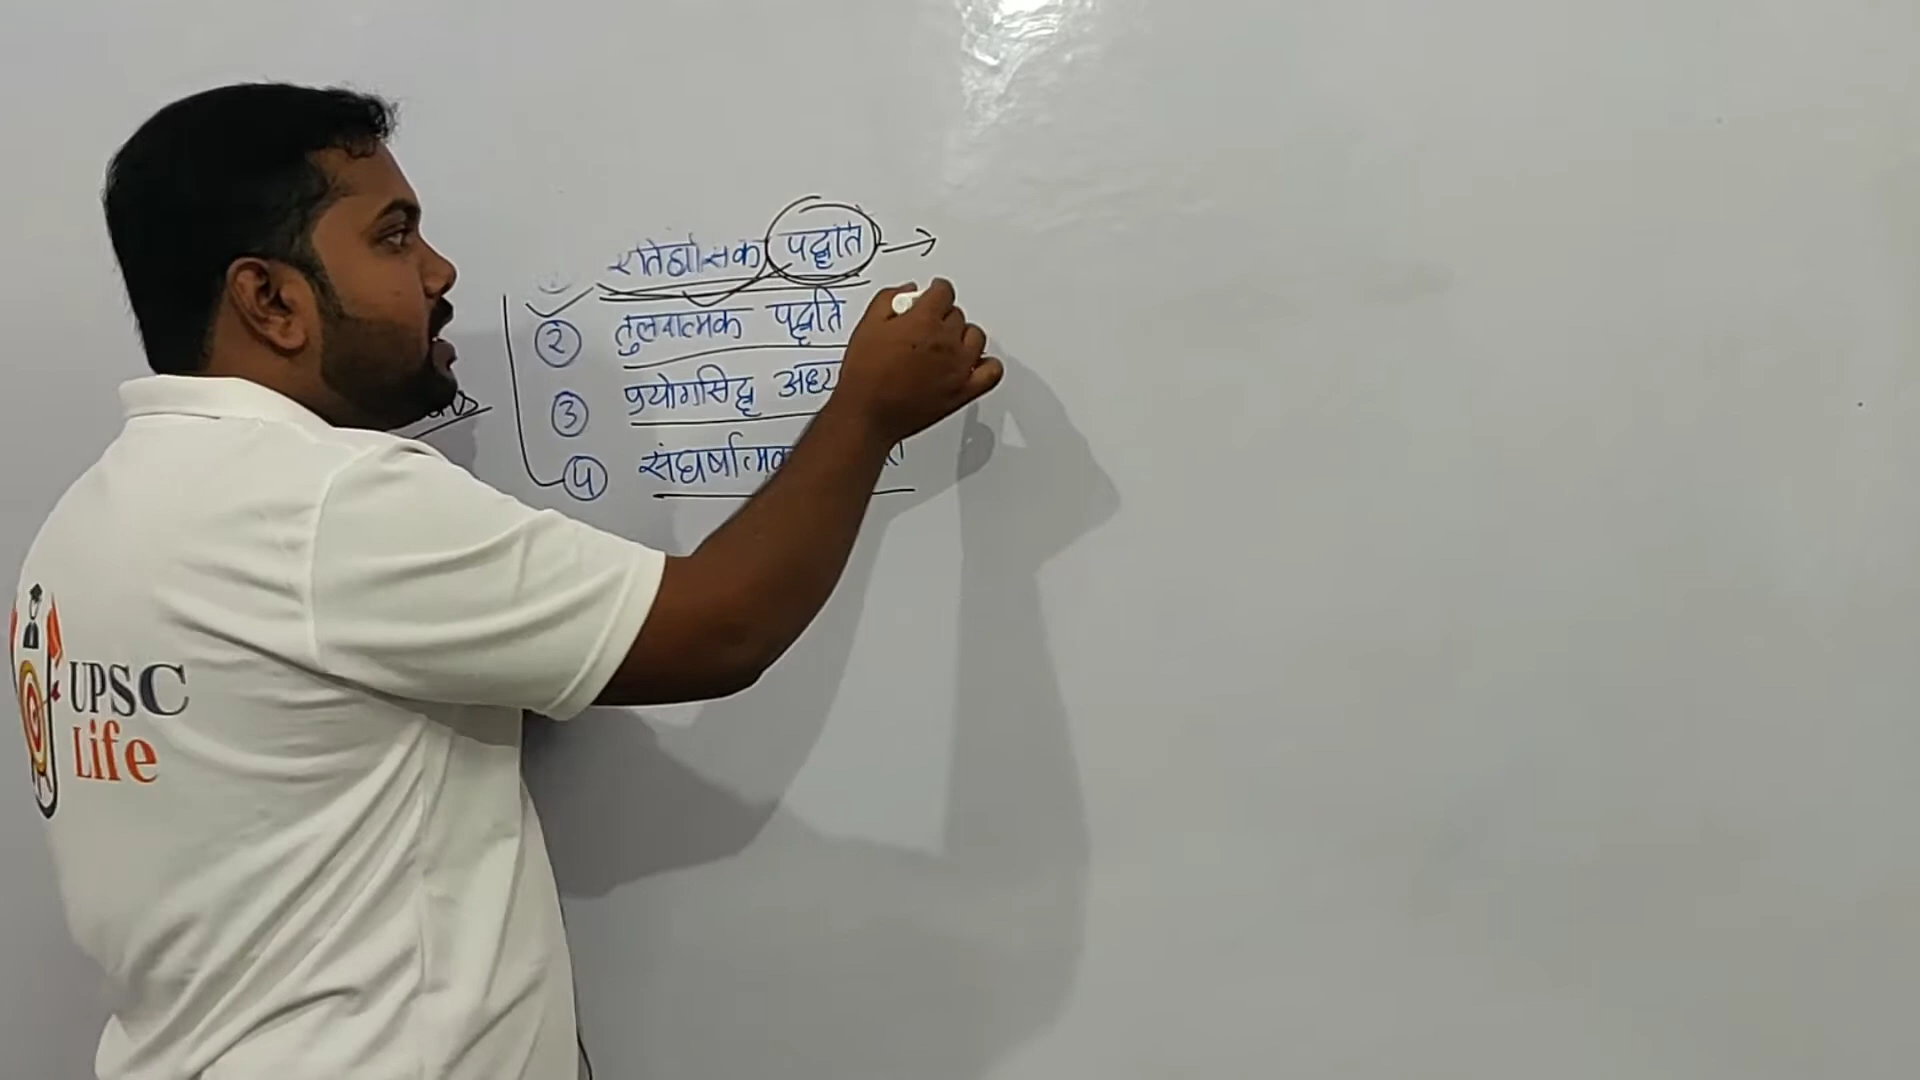 ऐतिहासिक पद्धति
② तुलनात्मक पद्धति
③ प्रयोगसिद्ध
④ संघर्षात्मक
UPSC
Life